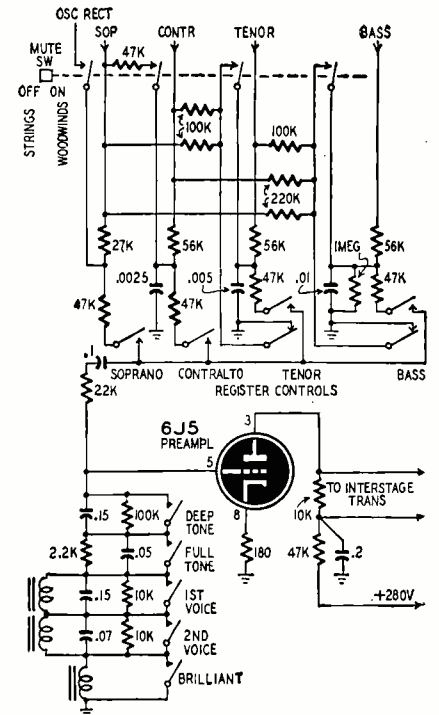 OSC RECT
SOP CONTR TENOR BASS
47K
MUTE
SW
OFF ON
STRINGS
WOODWINDS
100K 100K
220K
27K 56K 56K 1MEG 56K
.0025 .005 47K .01 47K
47K 47K
.1
SOPRANO CONTRALTO TENOR BASS
REGISTER CONTROLS
22K
6J5
PREAMPL
3
5
8
TO INTERSTAGE
TRANS
10K
180
47K .2
+280V
.15 100K DEEP
TONE
2.2K .05 FULL
TONE
.15 10K 1ST
VOICE
.07 10K 2ND
VOICE
BRILLIANT